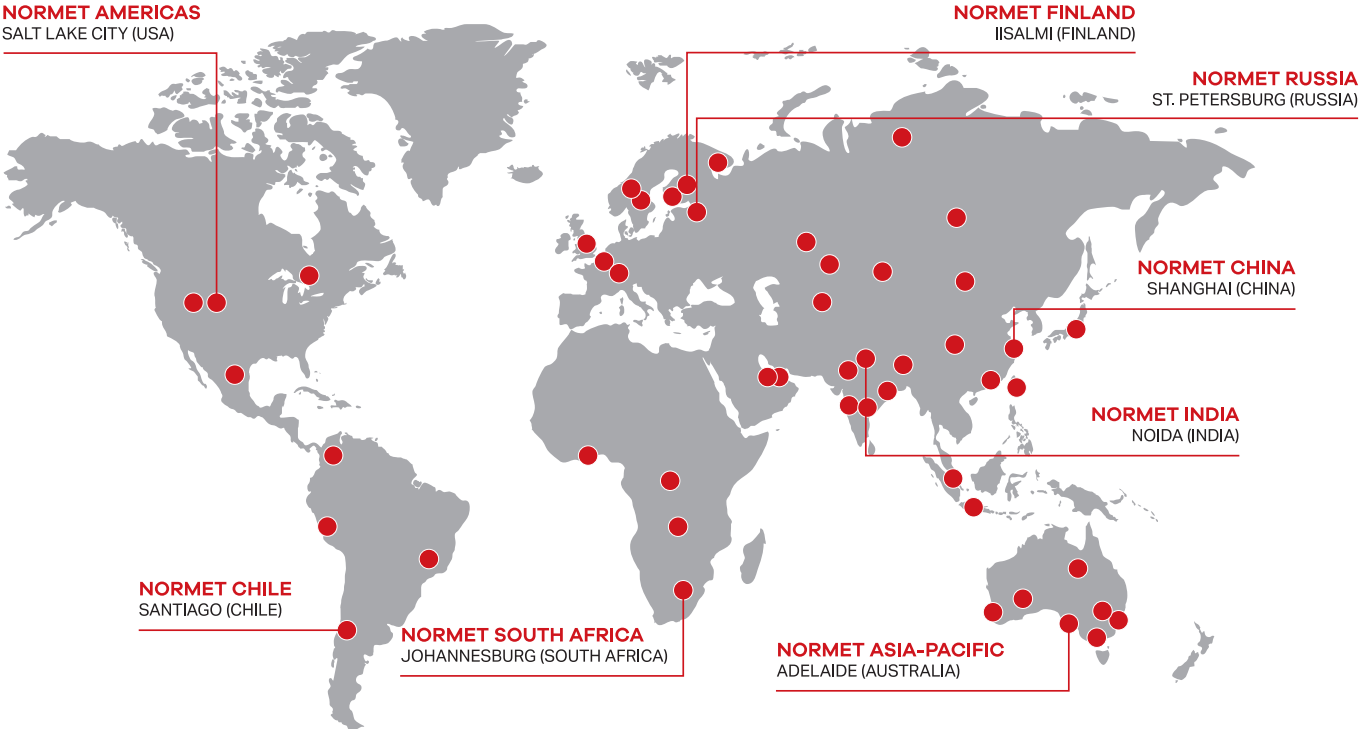 NORMET AMERICAS
SALT LAKE CITY (USA)
NORMET FINLAND
IISALMI (FINLAND)
NORMET RUSSIA
ST. PETERSBURG (RUSSIA)
NORMET CHINA
SHANGHAI (CHINA)
NORMET INDIA
NOIDA (INDIA)
NORMET CHILE
SANTIAGO (CHILE)
NORMET SOUTH AFRICA
JOHANNESBURG (SOUTH AFRICA)
NORMET ASIA-PACIFIC
ADELAIDE (AUSTRALIA)